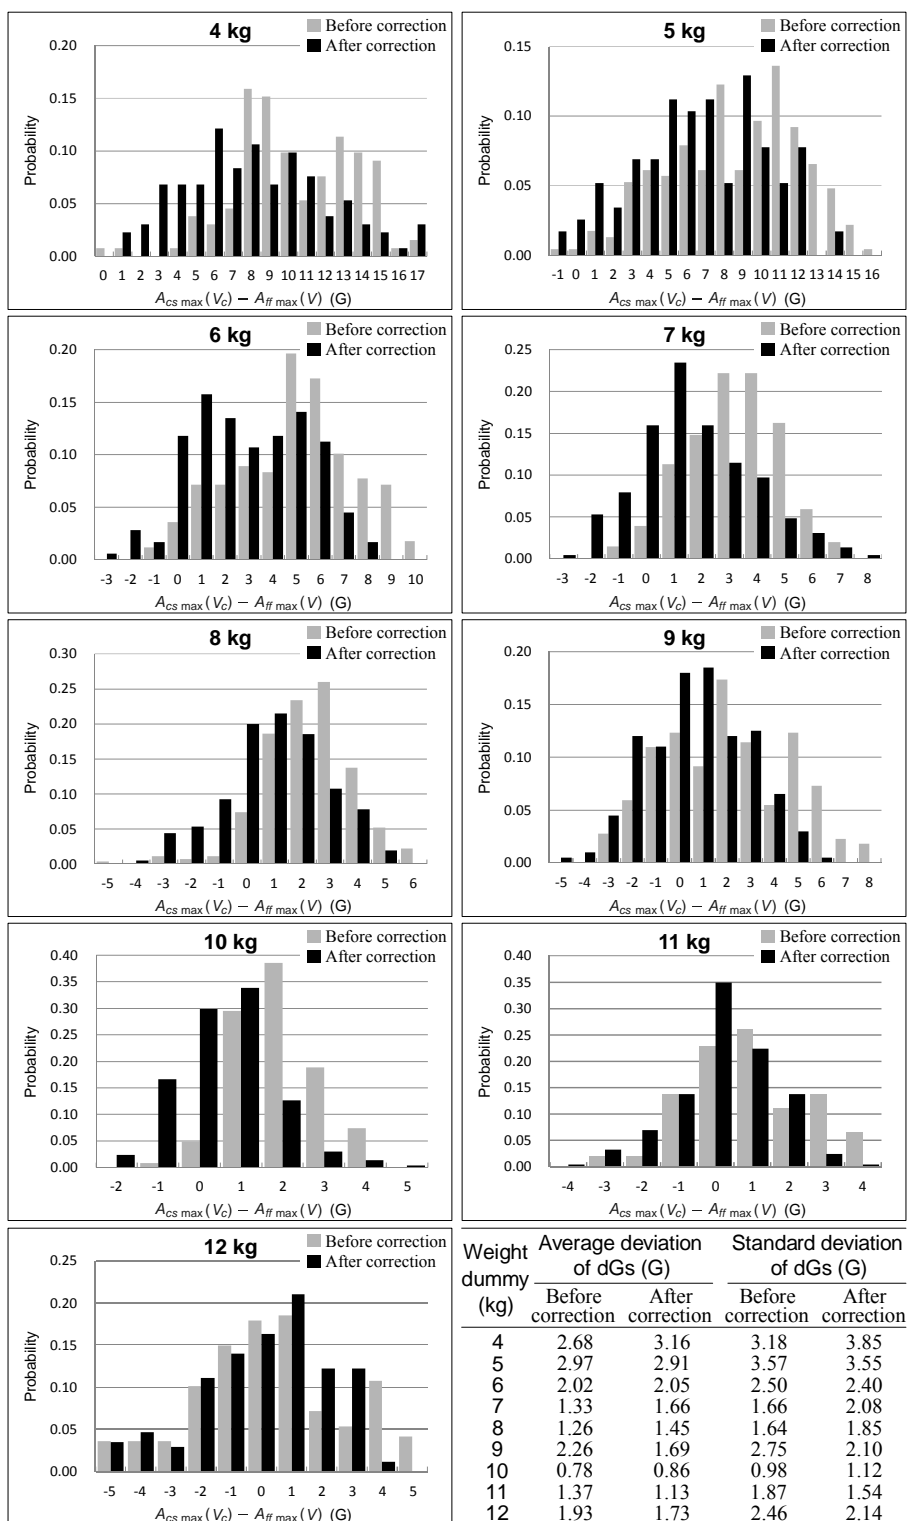 4 kg
Before correction
After correction
0.20
0.15
0.10
0.05
0.00
Probability
0 1 2 3 4 5 6 7 8 9 10 11 12 13 14 15 16 17
Acs max(Vc) − Aff max(V) (G)
5 kg
Before correction
After correction
0.15
0.10
0.05
0.00
Probability
-1 0 1 2 3 4 5 6 7 8 9 10 11 12 13 14 15 16
Acs max(Vc) − Aff max(V) (G)
6 kg
Before correction
After correction
0.20
0.15
0.10
0.05
0.00
Probability
-3 -2 -1 0 1 2 3 4 5 6 7 8 9 10
Acs max(Vc) − Aff max(V) (G)
7 kg
Before correction
After correction
0.25
0.20
0.15
0.10
0.05
0.00
Probability
-3 -2 -1 0 1 2 3 4 5 6 7 8
Acs max(Vc) − Aff max(V) (G)
8 kg
Before correction
After correction
0.30
0.25
0.20
0.15
0.10
0.05
0.00
Probability
-5 -4 -3 -2 -1 0 1 2 3 4 5 6
Acs max(Vc) − Aff max(V) (G)
9 kg
Before correction
After correction
0.20
0.15
0.10
0.05
0.00
Probability
-5 -4 -3 -2 -1 0 1 2 3 4 5 6 7 8
Acs max(Vc) − Aff max(V) (G)
10 kg
Before correction
After correction
0.40
0.35
0.30
0.25
0.20
0.15
0.10
0.05
0.00
Probability
-2 -1 0 1 2 3 4 5
Acs max(Vc) − Aff max(V) (G)
11 kg
Before correction
After correction
0.40
0.35
0.30
0.25
0.20
0.15
0.10
0.05
0.00
Probability
-4 -3 -2 -1 0 1 2 3 4
Acs max(Vc) − Aff max(V) (G)
12 kg
Before correction
After correction
0.25
0.20
0.15
0.10
0.05
0.00
Probability
-5 -4 -3 -2 -1 0 1 2 3 4 5
Acs max(Vc) − Aff max(V) (G)
Weight dummy (kg)
Average deviation of dGs (G)
Standard deviation of dGs (G)
Before correction After correction Before correction After correction
4 2.68 3.16 3.18 3.85
5 2.97 2.91 3.57 3.55
6 2.02 2.05 2.50 2.40
7 1.33 1.66 1.66 2.08
8 1.26 1.45 1.64 1.85
9 2.26 1.69 2.75 2.10
10 0.78 0.86 0.98 1.12
11 1.37 1.13 1.87 1.54
12 1.93 1.73 2.46 2.14